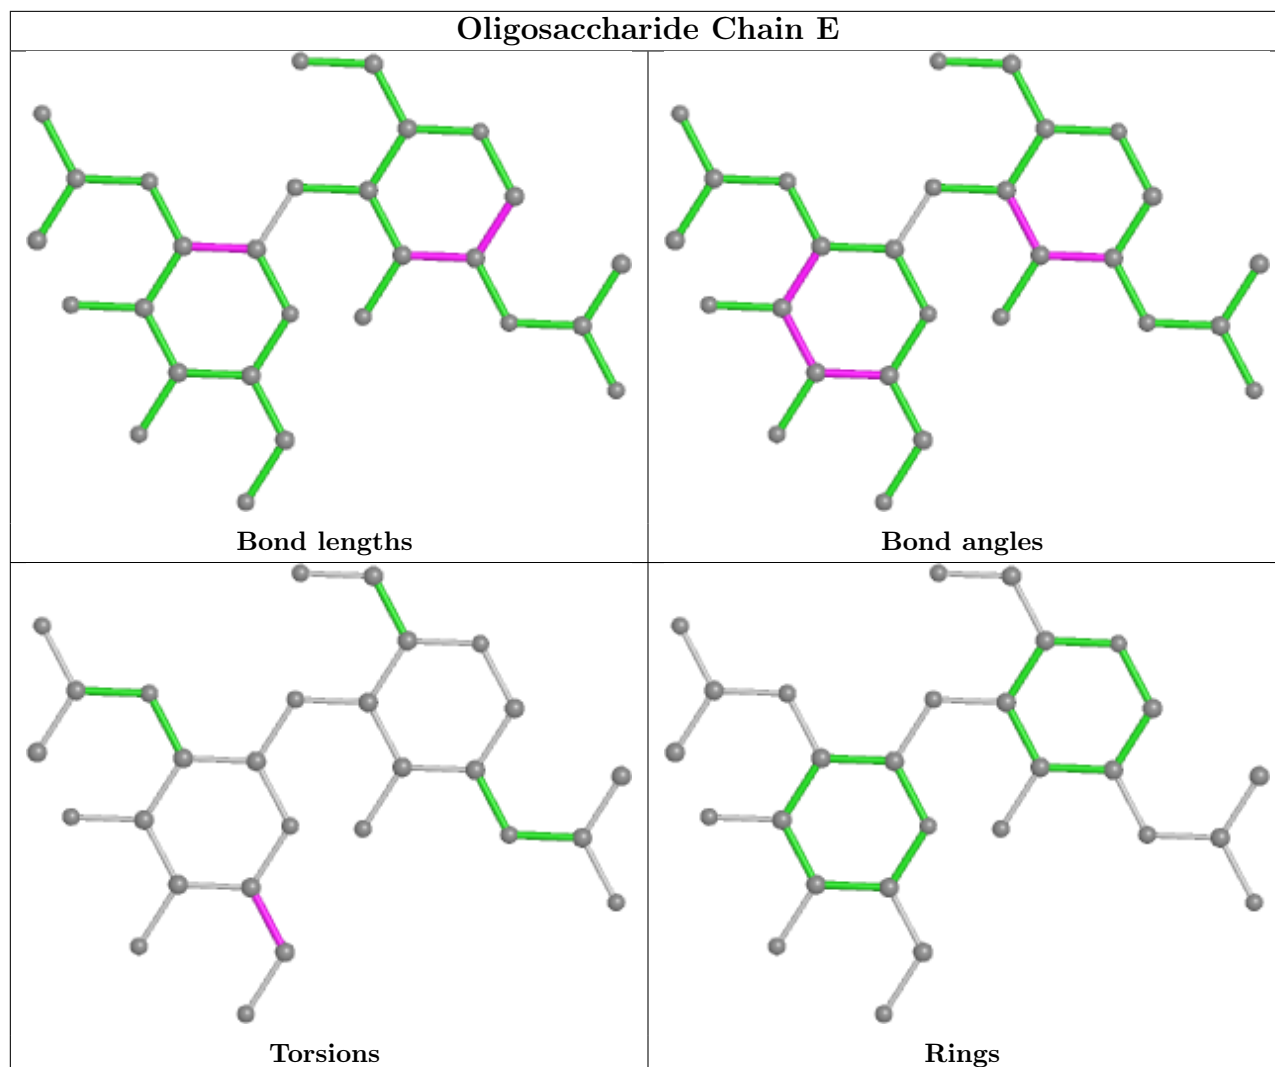 Oligosaccharide Chain E
Bond lengths
Bond angles
Torsions
Rings